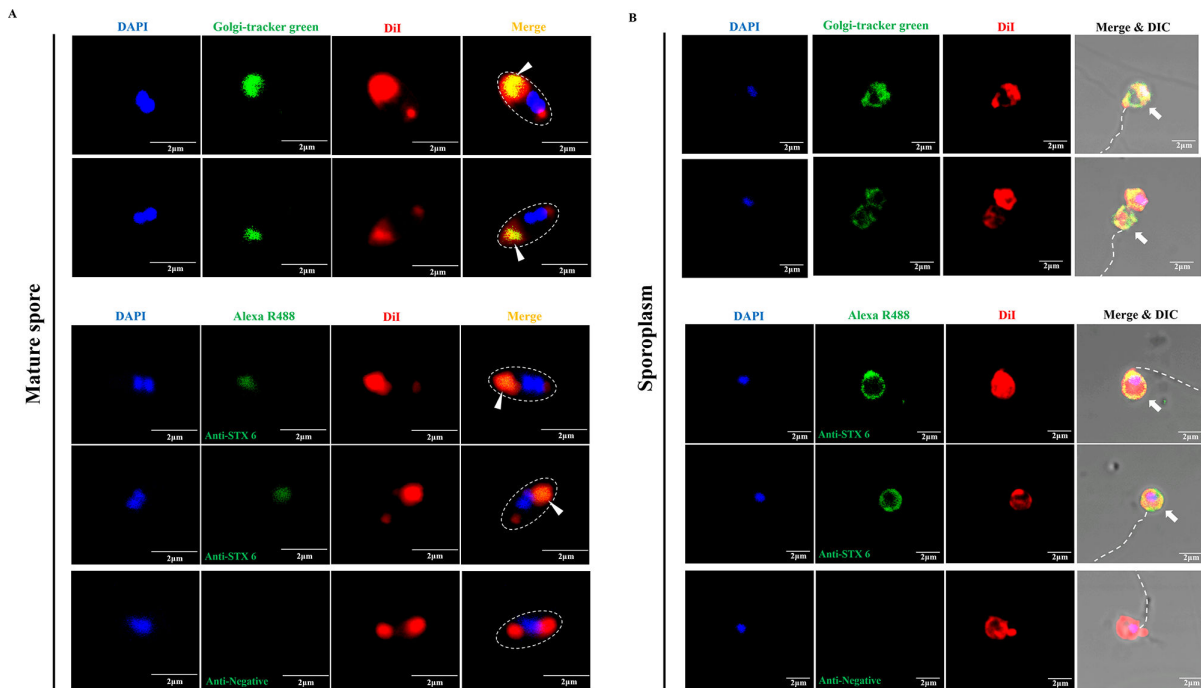 A
DAPI Golgi-tracker green DiI Merge
2μm 2μm 2μm 2μm
2μm 2μm 2μm 2μm
Mature spore
DAPI Alexa R488 DiI Merge
2μm Anti-STX 6 2μm 2μm 2μm
2μm Anti-STX 6 2μm 2μm 2μm
2μm Anti-Negative 2μm 2μm 2μm
B
DAPI Golgi-tracker green DiI Merge & DIC
2μm 2μm 2μm 2μm
2μm 2μm 2μm 2μm
Sporoplasm
DAPI Alexa R488 DiI Merge & DIC
2μm Anti-STX 6 2μm 2μm 2μm
2μm Anti-STX 6 2μm 2μm 2μm
2μm Anti-Negative 2μm 2μm 2μm